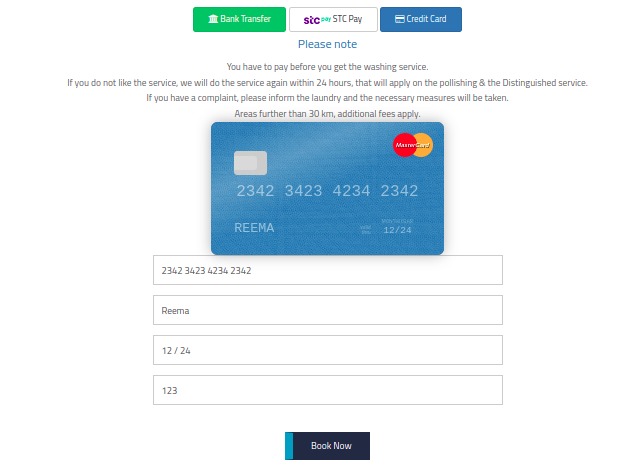 Bank Transfer
stc pay STC Pay
Credit Card
Please note
You have to pay before you get the washing service.
If you do not like the service, we will do the service again within 24 hours, that will apply on the pollishing & the Distinguished service.
If you have a complaint, please inform the laundry and the necessary measures will be taken.
Areas further than 30 km, additional fees apply.
MasterCard
2342 3423 4234 2342
MONTH/YEAR
REEMA
12/24
2342 3423 4234 2342
Reema
12 / 24
123
Book Now